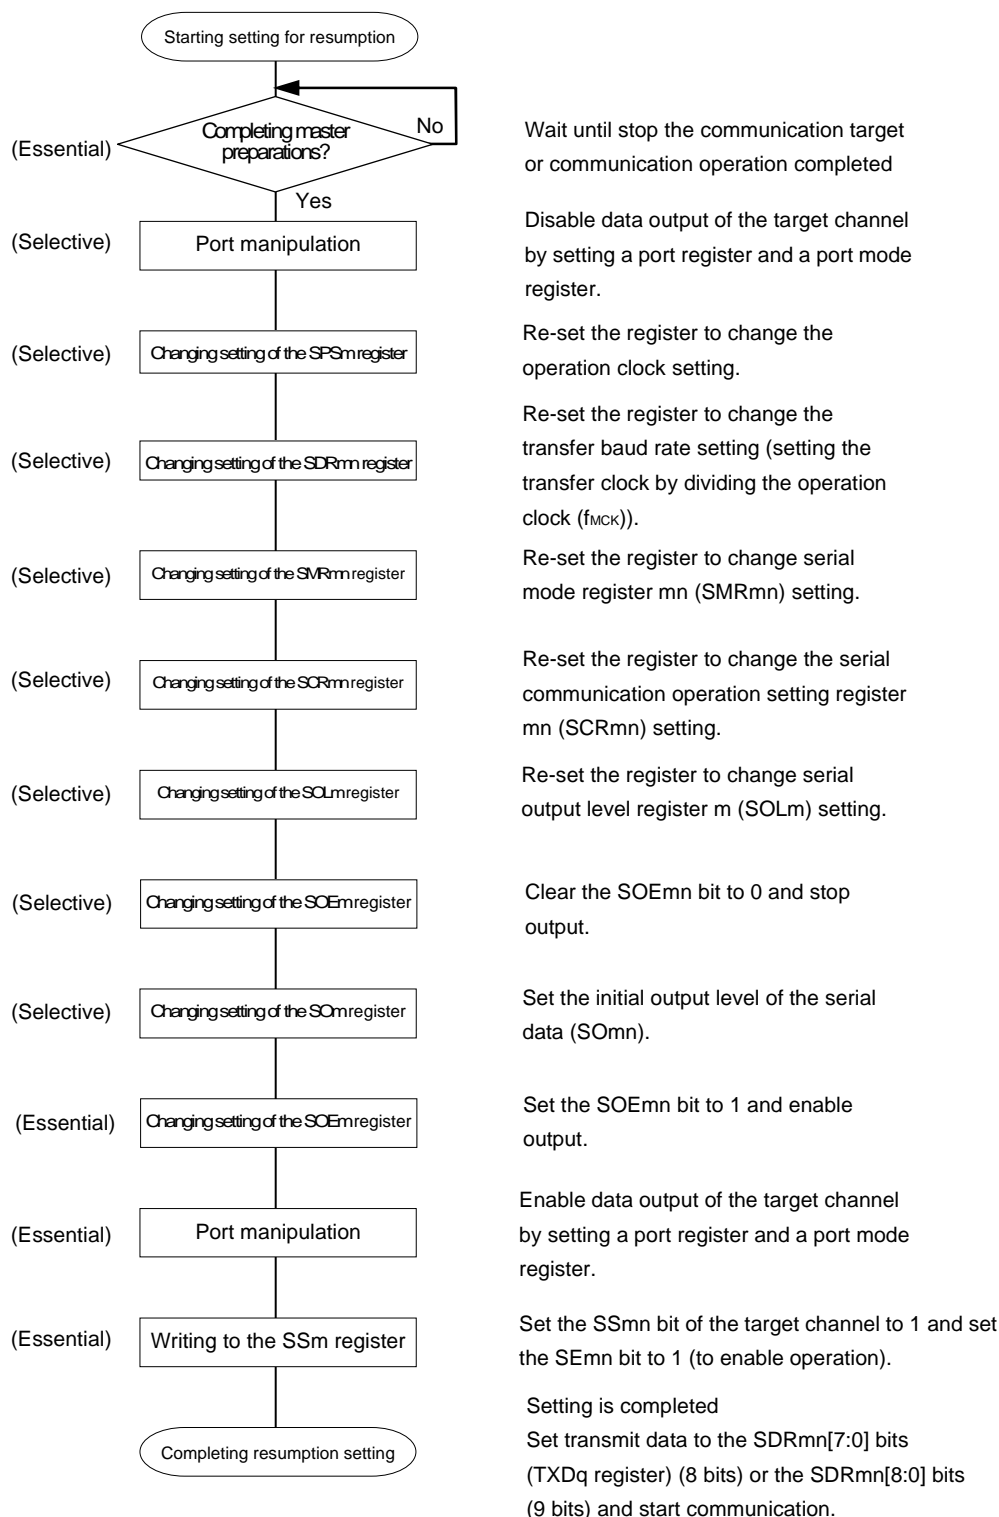 Starting setting for resumption
(Essential)
Completing master
preparations?
No
Yes
Wait until stop the communication target
or communication operation completed
(Selective)
Port manipulation
Disable data output of the target channel
by setting a port register and a port mode
register.
(Selective)
Changing setting of the SPSm register
Re-set the register to change the
operation clock setting.
(Selective)
Changing setting of the SDRmn register
Re-set the register to change the
transfer baud rate setting (setting the
transfer clock by dividing the operation
clock (fMCK)).
(Selective)
Changing setting of the SMRmn register
Re-set the register to change serial
mode register mn (SMRmn) setting.
(Selective)
Changing setting of the SCRmn register
Re-set the register to change the serial
communication operation setting register
mn (SCRmn) setting.
(Selective)
Changing setting of the SOLm register
Re-set the register to change serial
output level register m (SOLm) setting.
(Selective)
Changing setting of the SOEm register
Clear the SOEmn bit to 0 and stop
output.
(Selective)
Changing setting of the SOm register
Set the initial output level of the serial
data (SOmn).
(Essential)
Changing setting of the SOEm register
Set the SOEmn bit to 1 and enable
output.
(Essential)
Port manipulation
Enable data output of the target channel
by setting a port register and a port mode
register.
(Essential)
Writing to the SSm register
Set the SSmn bit of the target channel to 1 and set
the SEmn bit to 1 (to enable operation).
Completing resumption setting
Setting is completed
Set transmit data to the SDRmn[7:0] bits
(TXDq register) (8 bits) or the SDRmn[8:0] bits
(9 bits) and start communication.